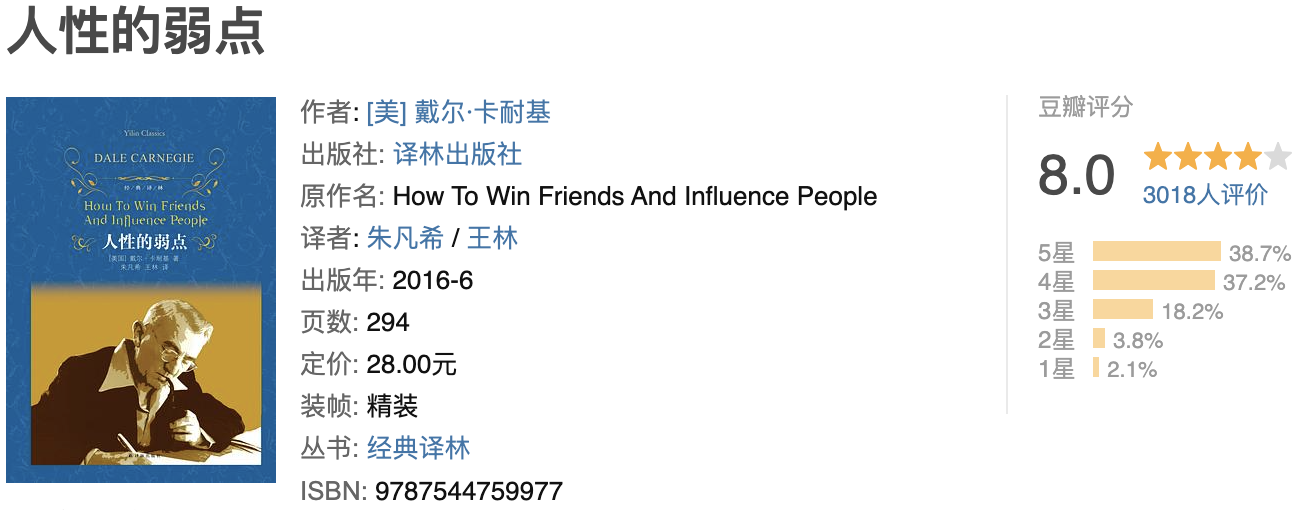 人性的弱点
Yilin Classics
DALE CARNEGIE
经/典/译/林
How To Win Friends
And Influence People
人性的弱点
[美国] 戴尔·卡耐基 著
朱凡希 王林 译
作者: [美] 戴尔·卡耐基
出版社: 译林出版社
原作名: How To Win Friends And Influence People
译者: 朱凡希 / 王林
出版年: 2016-6
页数: 294
定价: 28.00元
装帧: 精装
丛书: 经典译林
ISBN: 9787544759977
豆瓣评分
8.0
3018人评价
5星 38.7%
4星 37.2%
3星 18.2%
2星 3.8%
1星 2.1%